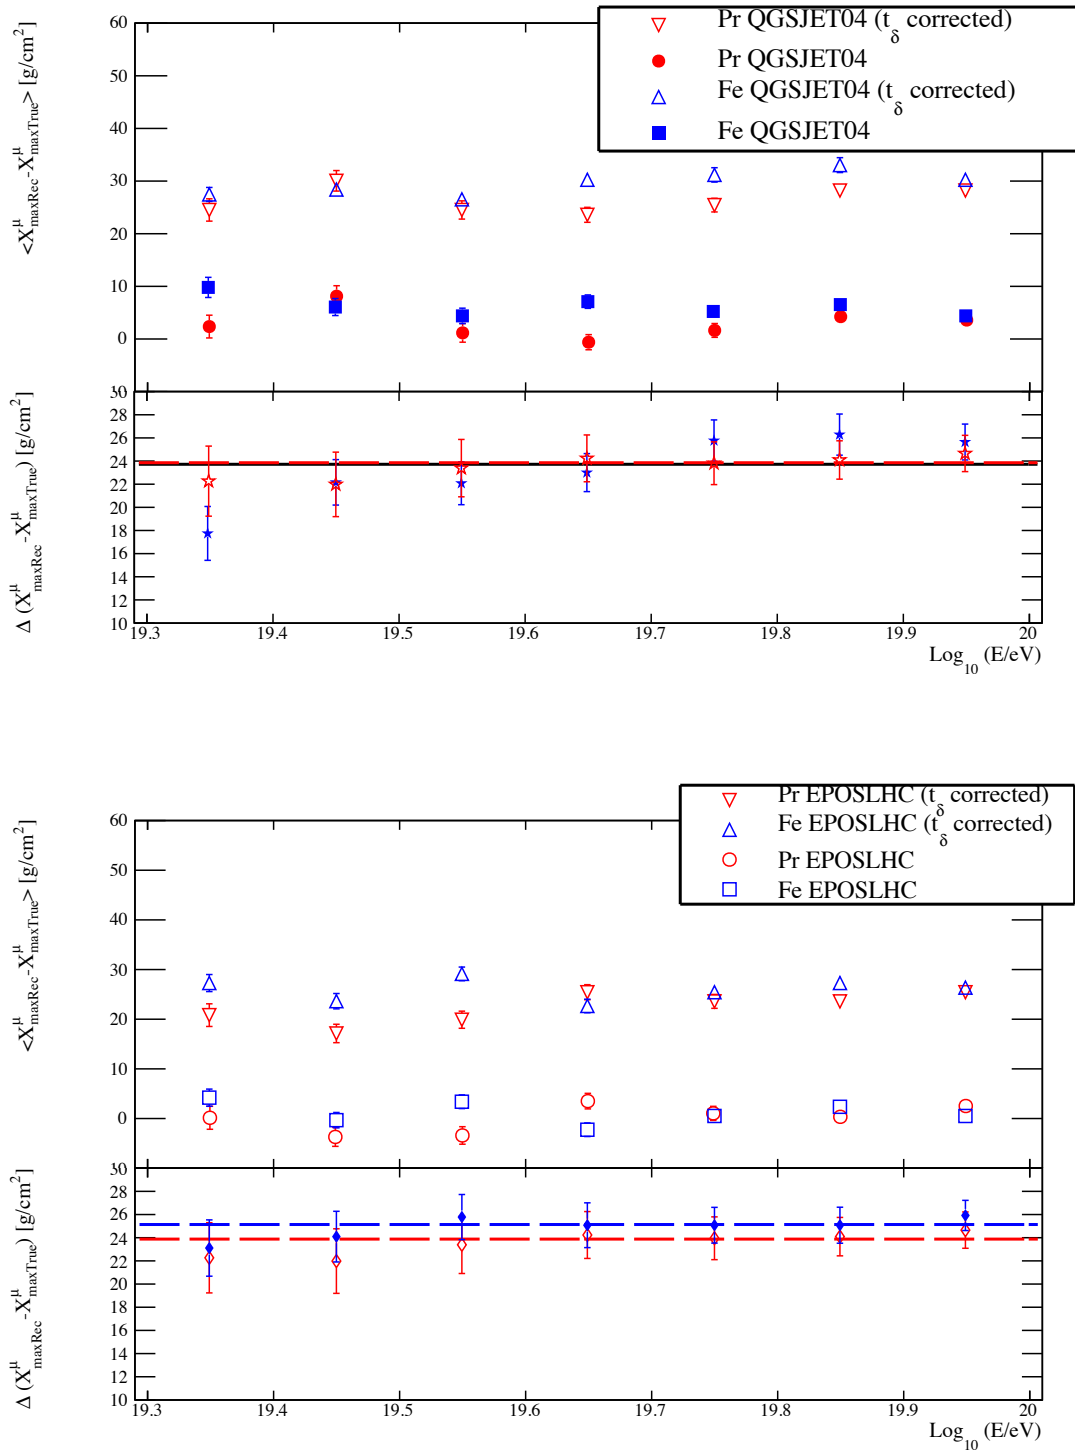 Pr QGSJET04 (t_δ corrected)
Pr QGSJET04
Fe QGSJET04 (t_δ corrected)
Fe QGSJET04
<X^μ_maxRec-X^μ_maxTrue> [g/cm²]
60
50
40
30
20
10
0
Δ (X^μ_maxRec-X^μ_maxTrue) [g/cm²]
30
28
26
24
22
20
18
16
14
12
10
19.3 19.4 19.5 19.6 19.7 19.8 19.9 20
Log₁₀ (E/eV)
Pr EPOSLHC (t_δ corrected)
Fe EPOSLHC (t_δ corrected)
Pr EPOSLHC
Fe EPOSLHC
<X^μ_maxRec-X^μ_maxTrue> [g/cm²]
60
50
40
30
20
10
0
Δ (X^μ_maxRec-X^μ_maxTrue) [g/cm²]
30
28
26
24
22
20
18
16
14
12
10
19.3 19.4 19.5 19.6 19.7 19.8 19.9 20
Log₁₀ (E/eV)